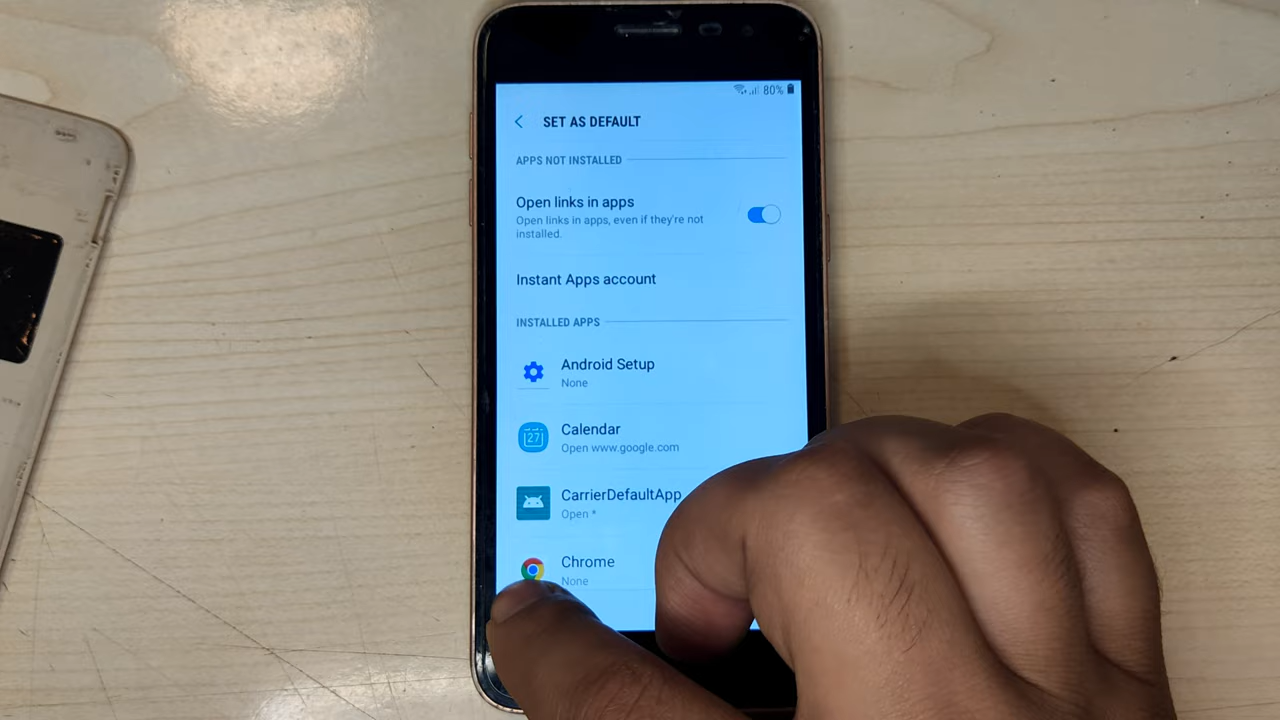 80%
SET AS DEFAULT
APPS NOT INSTALLED
Open links in apps
Open links in apps, even if they're not
installed.
Instant Apps account
INSTALLED APPS
Android Setup
None
27
Calendar
Open www.google.com
CarrierDefaultApp
Open *
Chrome
None